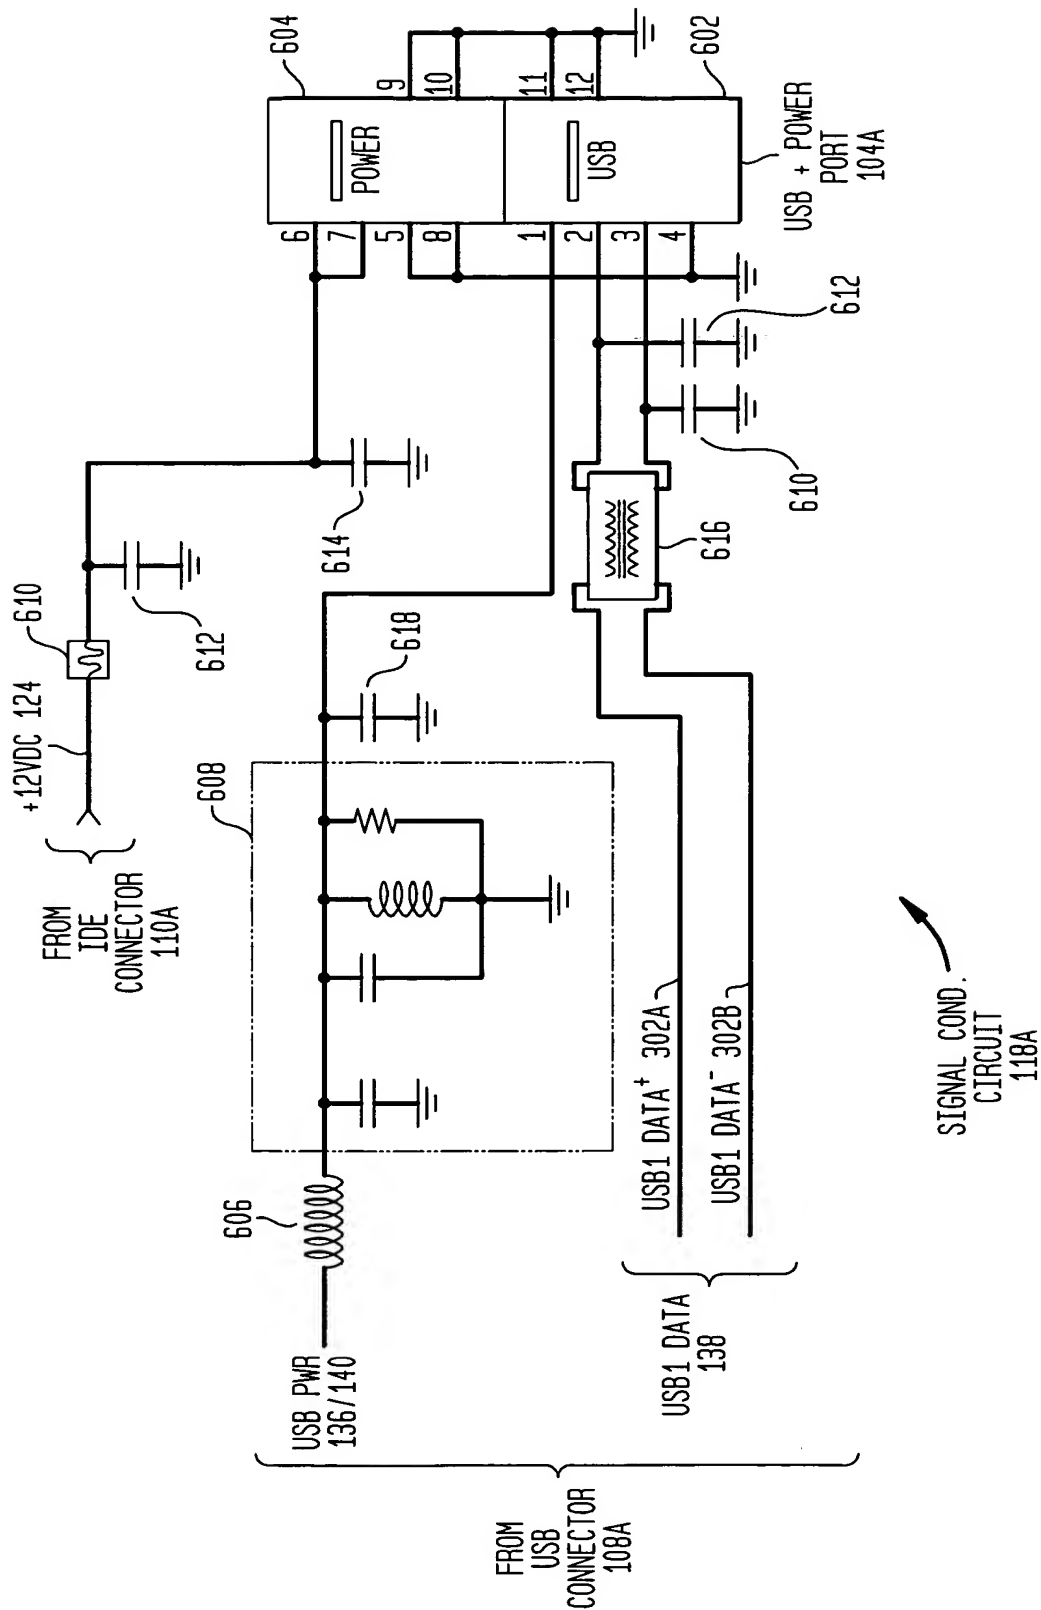 FROM
IDE
CONNECTOR
110A
+12VDC 124
610
612
614
604
POWER
6
7
5
8
9
10
USB
1
2
3
4
11
12
602
USB + POWER
PORT
104A
608
618
606
USB PWR
136/140
616
610
612
USB1 DATA+ 302A
USB1 DATA- 302B
USB1 DATA
138
FROM
USB
CONNECTOR
108A
SIGNAL COND.
CIRCUIT
118A